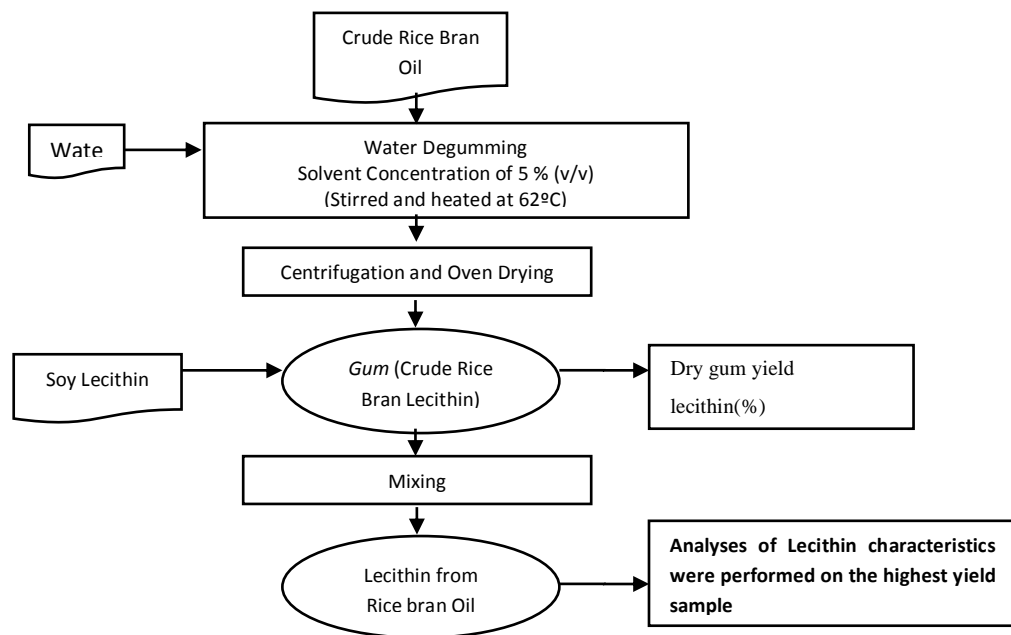 Crude Rice Bran
Oil
Wate
Water Degumming
Solvent Concentration of 5 % (v/v)
(Stirred and heated at 62ºC)
Centrifugation and Oven Drying
Soy Lecithin
Gum (Crude Rice
Bran Lecithin)
Dry gum yield
lecithin(%)
Mixing
Lecithin from
Rice bran Oil
Analyses of Lecithin characteristics
were performed on the highest yield
sample